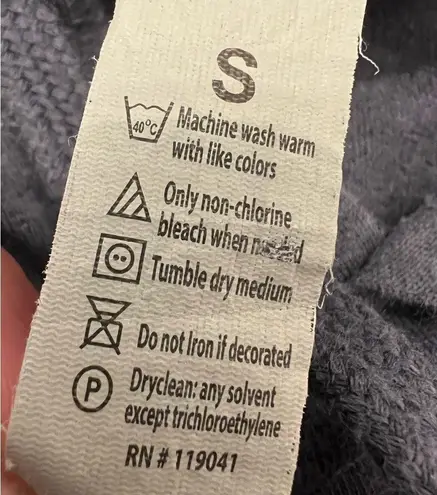 S
40°C
Machine wash warm
with like colors
Only non-chlorine
bleach when
Tumble dry medium
Do not Iron if decorated
P
Dryclean: any solvent
except trichloroethylene
RN # 119041